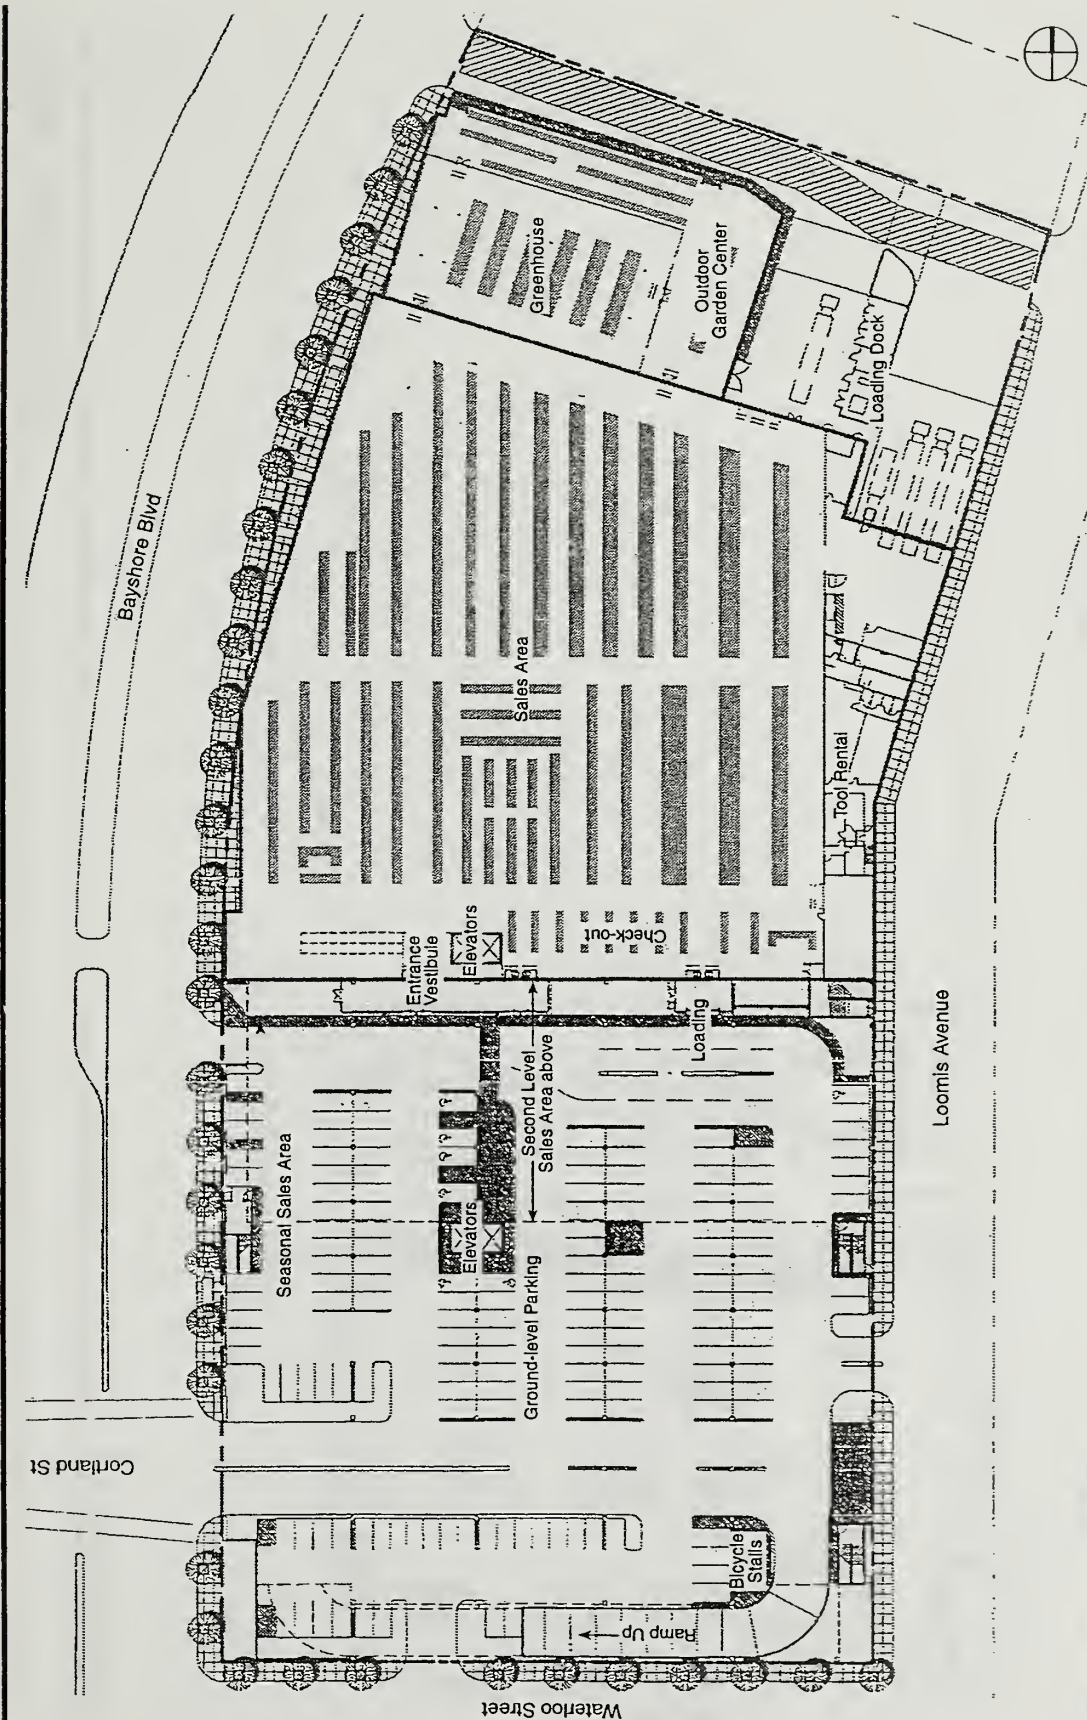 Bayshore Blvd
Greenhouse
Outdoor
Garden Center
Loading Dock
Sales Area
Tool Rental
Entrance
Vestibule
Elevators
Check-out
Loading
Second Level
Sales Area above
Seasonal Sales Area
Elevators
Ground-level Parking
Loomis Avenue
Cortland St
Bicycle
Stalls
Ramp Up
Waterloo Street